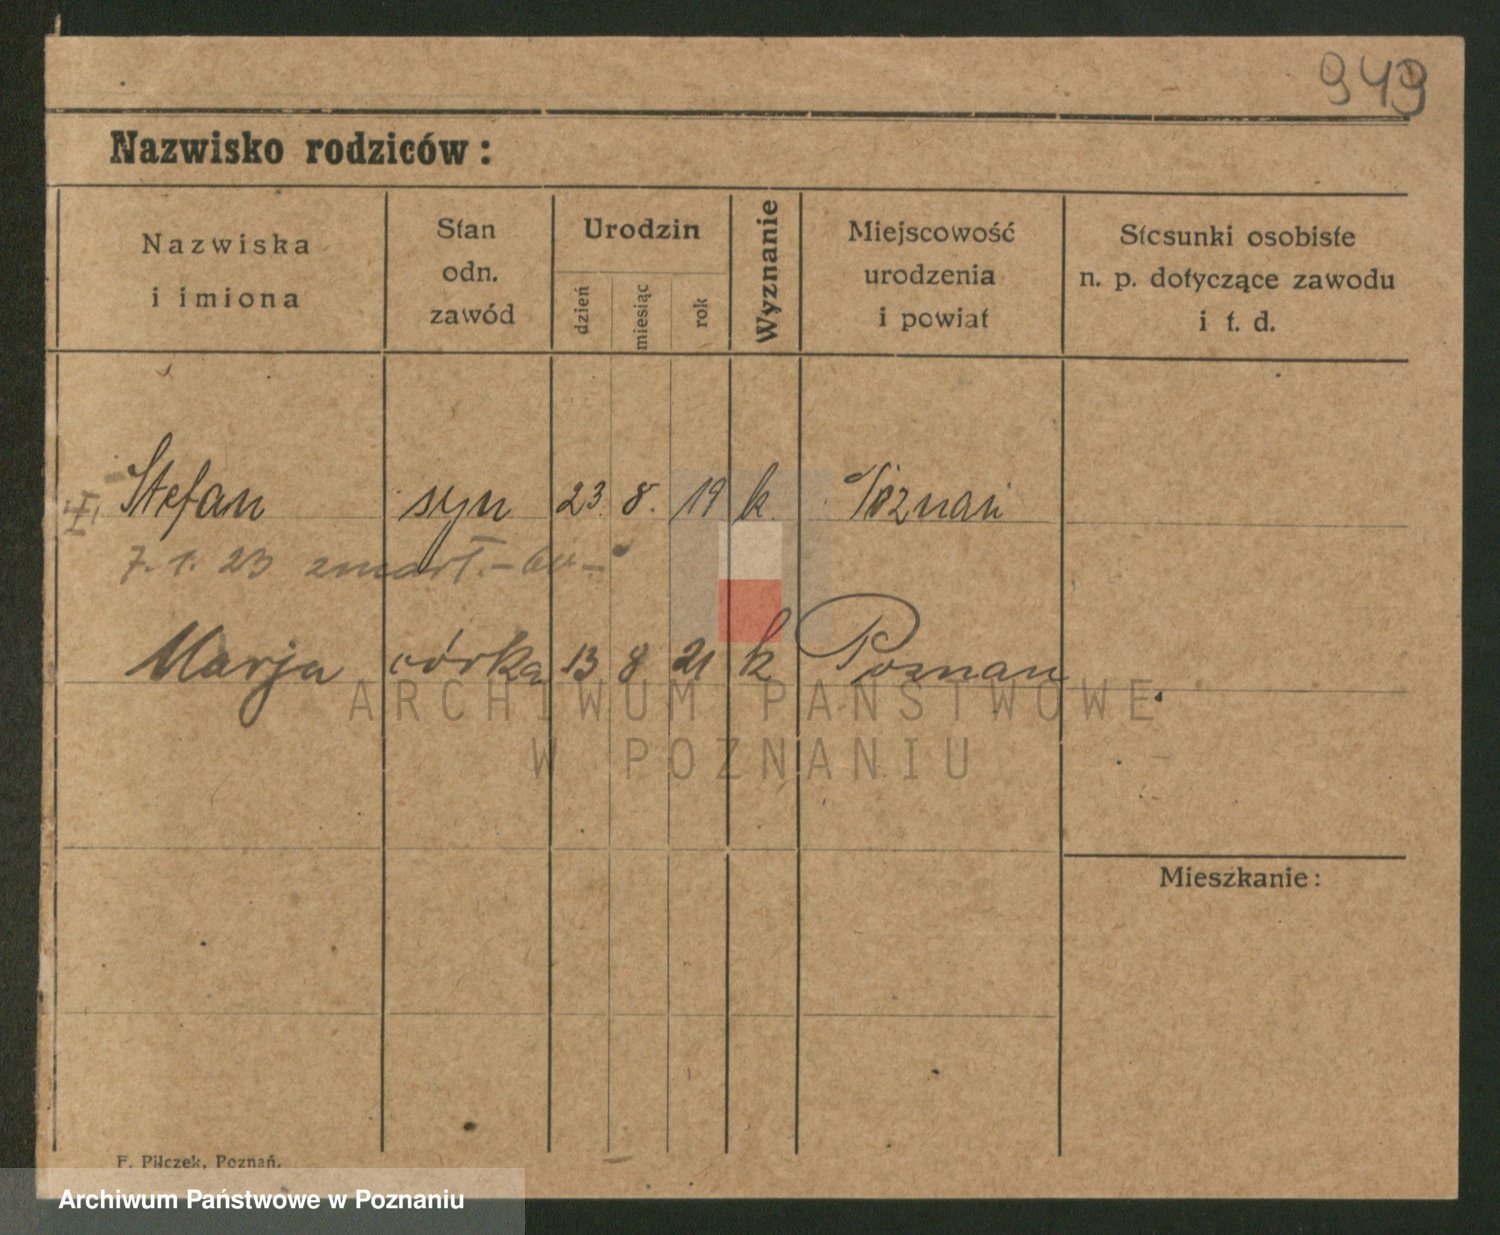 949
Nazwisko rodziców:
Nazwiska
i imiona
Stan
odn.
zawód
Urodzin
dzień
miesiąc
rok
Wyznanie
Miejscowość
urodzenia
i powiat
Stosunki osobiste
n. p. dotyczące zawodu
i t. d.
Stefan syn 23. 8. 19 k. Poznań
7. 1. 23 zmarł.
Marja córka 13 8 21 k Poznan
ARCHIWUM PAŃSTWOWE
W POZNANIU
Mieszkanie:
F. Pilczek, Poznań.
Archiwum Państwowe w Poznaniu